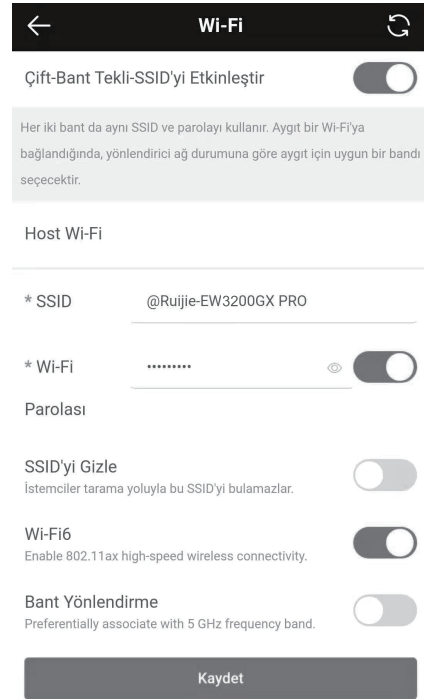 Wi-Fi
Çift-Bant Tekli-SSID'yi Etkinleştir
Her iki bant da aynı SSID ve parolayı kullanır. Aygıt bir Wi-Fi'ya
bağlandığında, yönlendirici ağ durumuna göre aygıt için uygun bir bandı
seçecektir.
Host Wi-Fi
* SSID @Ruijie-EW3200GX PRO
* Wi-Fi •••••••••
Parolası
SSID'yi Gizle
İstemciler tarama yoluyla bu SSID'yi bulamazlar.
Wi-Fi6
Enable 802.11ax high-speed wireless connectivity.
Bant Yönlendirme
Preferentially associate with 5 GHz frequency band.
Kaydet